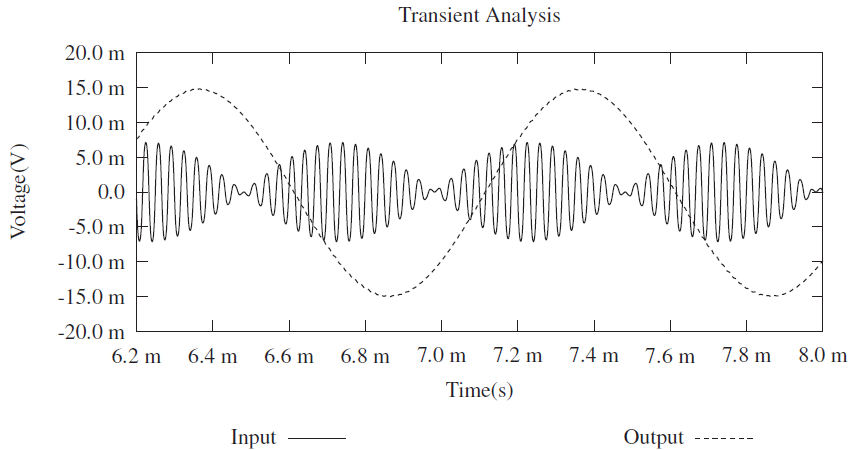 Transient Analysis
20.0 m
15.0 m
10.0 m
5.0 m
0.0
-5.0 m
-10.0 m
-15.0 m
-20.0 m
Voltage(V)
6.2 m 6.4 m 6.6 m 6.8 m 7.0 m 7.2 m 7.4 m 7.6 m 7.8 m 8.0 m
Time(s)
Input Output